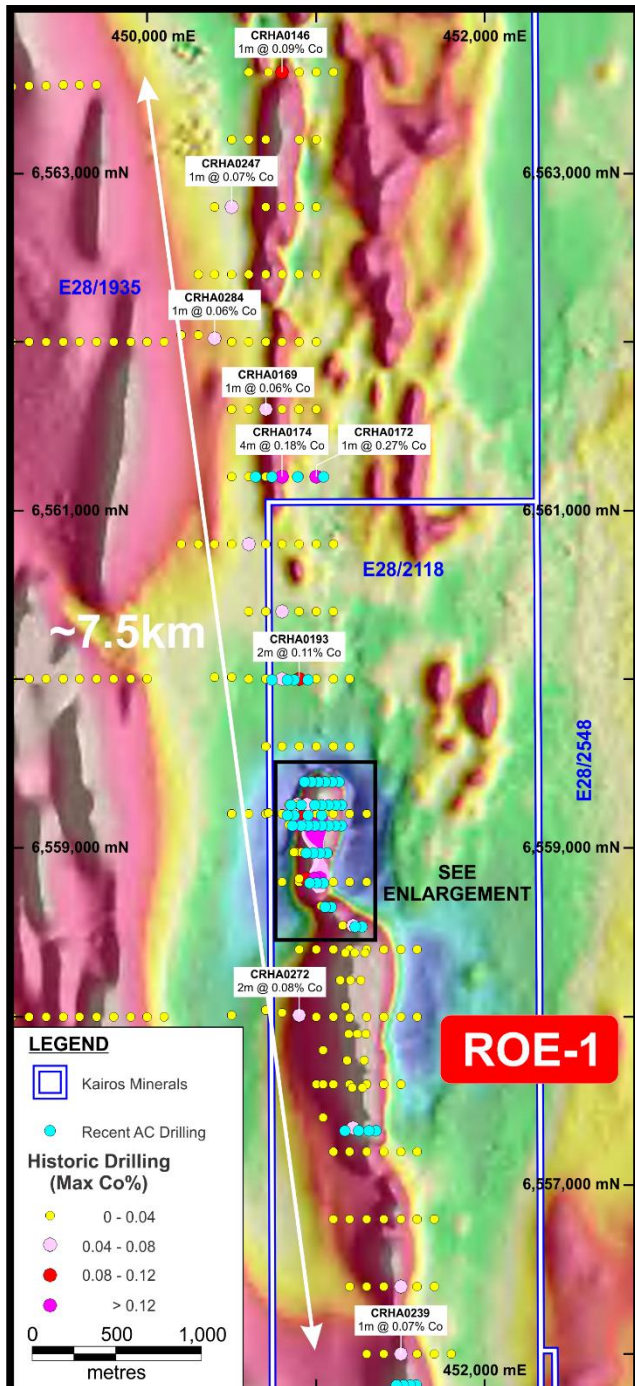 450,000 mE
452,000 mE
CRHA0146
1m @ 0.09% Co
6,563,000 mN
6,563,000 mN
CRHA0247
1m @ 0.07% Co
E28/1935
CRHA0284
1m @ 0.06% Co
CRHA0169
1m @ 0.06% Co
CRHA0174
4m @ 0.18% Co
CRHA0172
1m @ 0.27% Co
6,561,000 mN
6,561,000 mN
E28/2118
~7.5km
CRHA0193
2m @ 0.11% Co
E28/2548
6,559,000 mN
6,559,000 mN
SEE
ENLARGEMENT
CRHA0272
2m @ 0.08% Co
ROE-1
LEGEND
Kairos Minerals
Recent AC Drilling
Historic Drilling
(Max Co%)
0 - 0.04
0.04 - 0.08
0.08 - 0.12
> 0.12
0 500 1,000
metres
6,557,000 mN
CRHA0239
1m @ 0.07% Co
452,000 mE